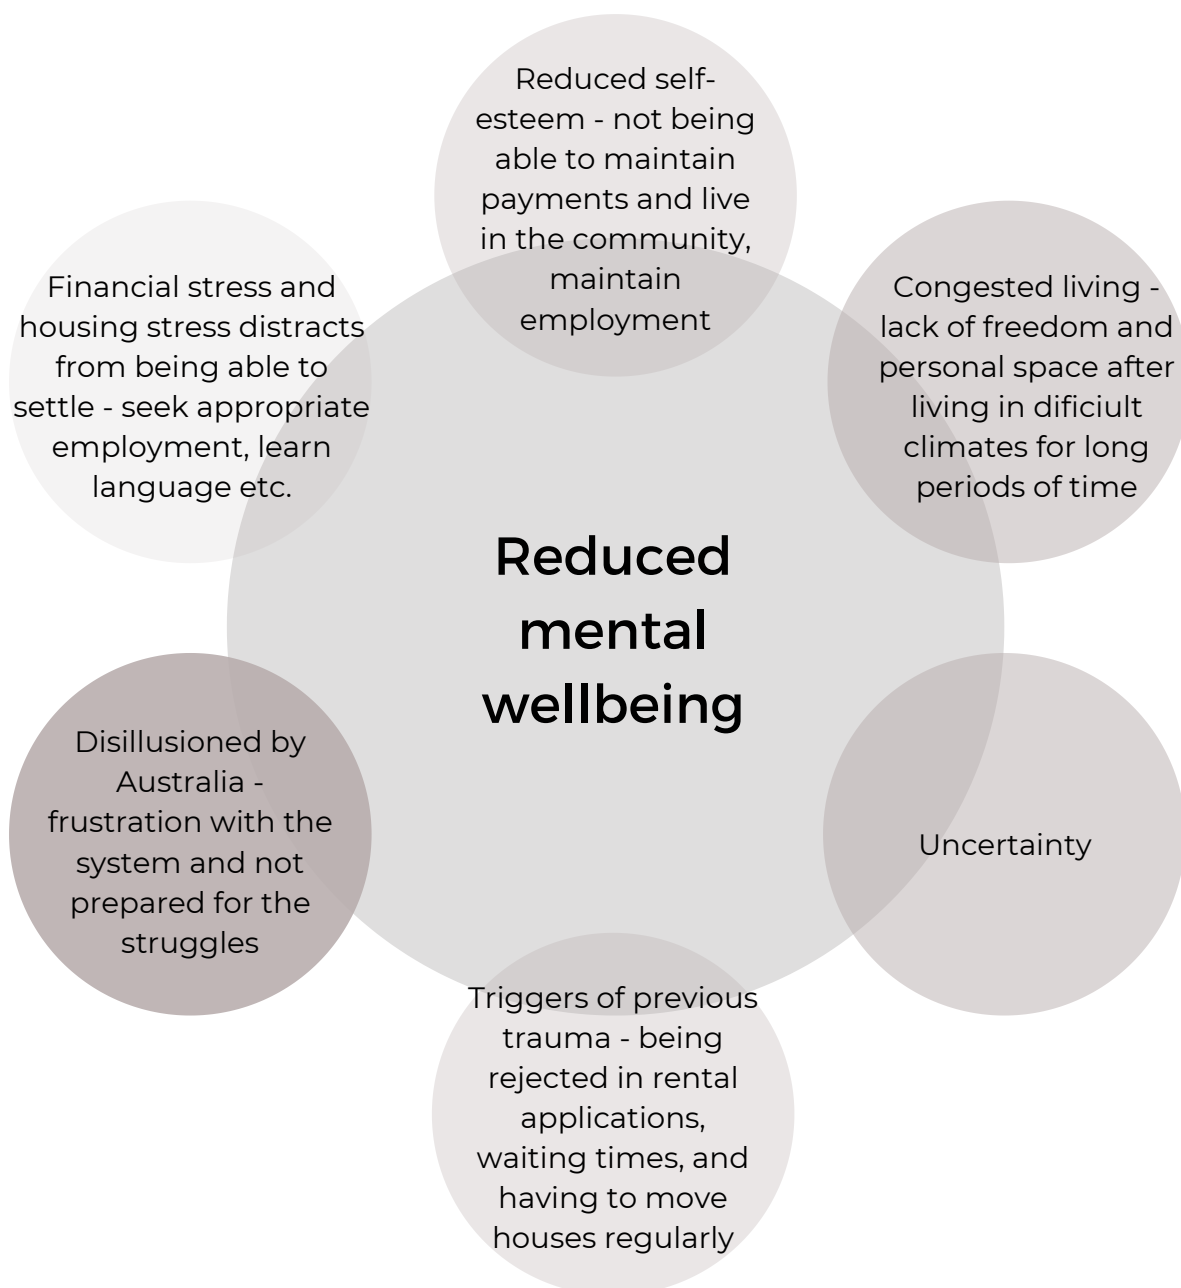 Reduced self-
esteem - not being
able to maintain
payments and live
in the community,
maintain
employment
Financial stress and
housing stress distracts
from being able to
settle - seek appropriate
employment, learn
language etc.
Congested living -
lack of freedom and
personal space after
living in dificiult
climates for long
periods of time
Reduced
mental
wellbeing
Disillusioned by
Australia -
frustration with the
system and not
prepared for the
struggles
Uncertainty
Triggers of previous
trauma - being
rejected in rental
applications,
waiting times, and
having to move
houses regularly